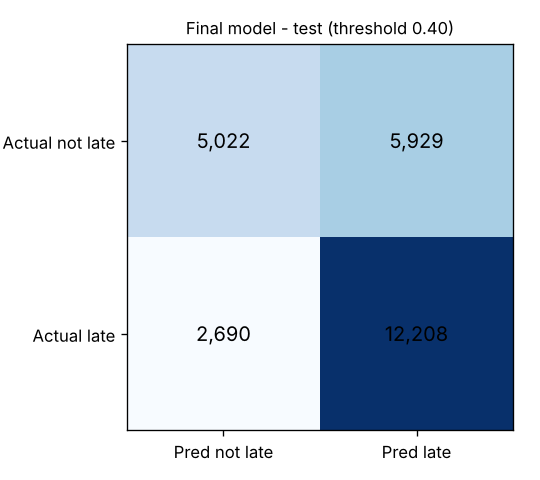 Final model - test (threshold 0.40)
Actual not late
5,022
5,929
Actual late
2,690
12,208
Pred not late
Pred late